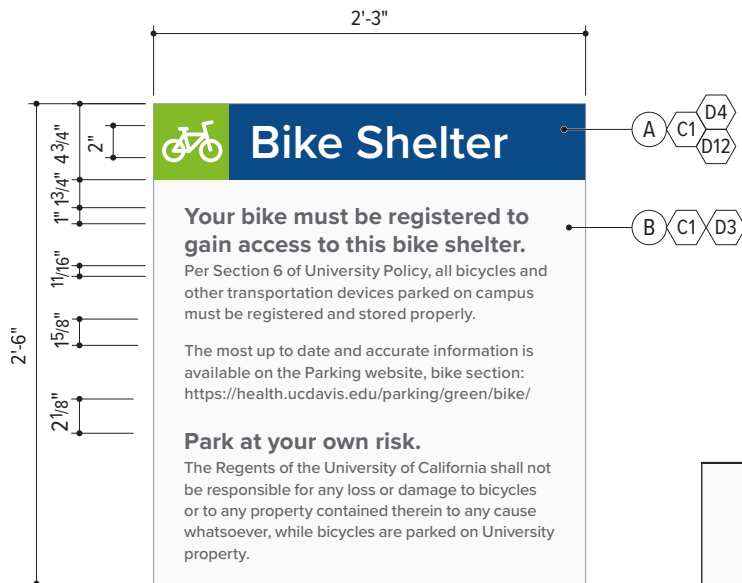 2'-3"
Bike Shelter
A C1 D4 D12
4 3/4"
2"
1 3/4"
1"
11/16"
1 5/8"
2 1/8"
2'-6"
Your bike must be registered to
gain access to this bike shelter.
B C1 D3
Per Section 6 of University Policy, all bicycles and
other transportation devices parked on campus
must be registered and stored properly.
The most up to date and accurate information is
available on the Parking website, bike section:
https://health.ucdavis.edu/parking/green/bike/
Park at your own risk.
The Regents of the University of California shall not
be responsible for any loss or damage to bicycles
or to any property contained therein to any cause
whatsoever, while bicycles are parked on University
property.